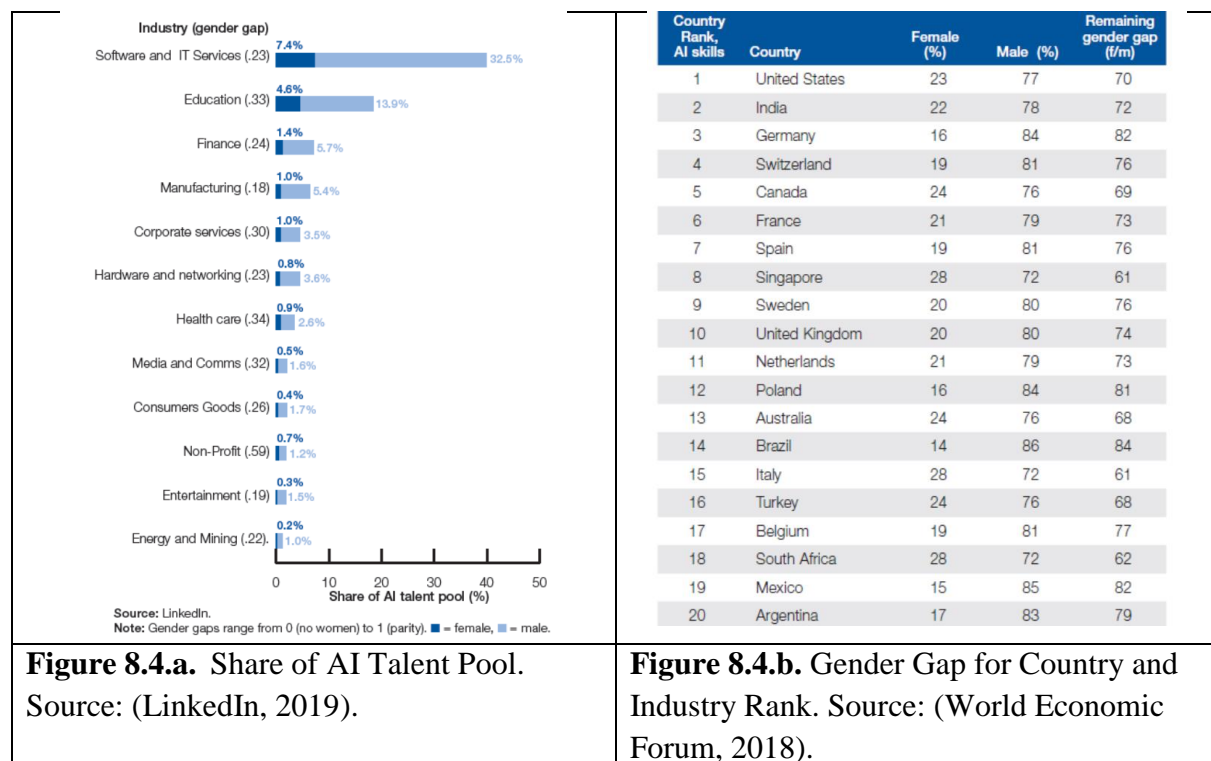 Industry (gender gap)
Software and IT Services (.23) 7.4% 32.5%
Education (.33) 4.6% 13.9%
Finance (.24) 1.4% 5.7%
Manufacturing (.18) 1.0% 5.4%
Corporate services (.30) 1.0% 3.5%
Hardware and networking (.23) 0.8% 3.6%
Health care (.34) 0.9% 2.6%
Media and Comms (.32) 0.5% 1.6%
Consumers Goods (.26) 0.4% 1.7%
Non-Profit (.59) 0.7% 1.2%
Entertainment (.19) 0.3% 1.5%
Energy and Mining (.22). 0.2% 1.0%
0 10 20 30 40 50
Share of AI talent pool (%)
Source: LinkedIn.
Note: Gender gaps range from 0 (no women) to 1 (parity). = female, = male.
Figure 8.4.a. Share of AI Talent Pool.
Source: (LinkedIn, 2019).
Country Rank, AI skills Country Female (%) Male (%) Remaining gender gap (f/m)
1 United States 23 77 70
2 India 22 78 72
3 Germany 16 84 82
4 Switzerland 19 81 76
5 Canada 24 76 69
6 France 21 79 73
7 Spain 19 81 76
8 Singapore 28 72 61
9 Sweden 20 80 76
10 United Kingdom 20 80 74
11 Netherlands 21 79 73
12 Poland 16 84 81
13 Australia 24 76 68
14 Brazil 14 86 84
15 Italy 28 72 61
16 Turkey 24 76 68
17 Belgium 19 81 77
18 South Africa 28 72 62
19 Mexico 15 85 82
20 Argentina 17 83 79
Figure 8.4.b. Gender Gap for Country and
Industry Rank. Source: (World Economic
Forum, 2018).